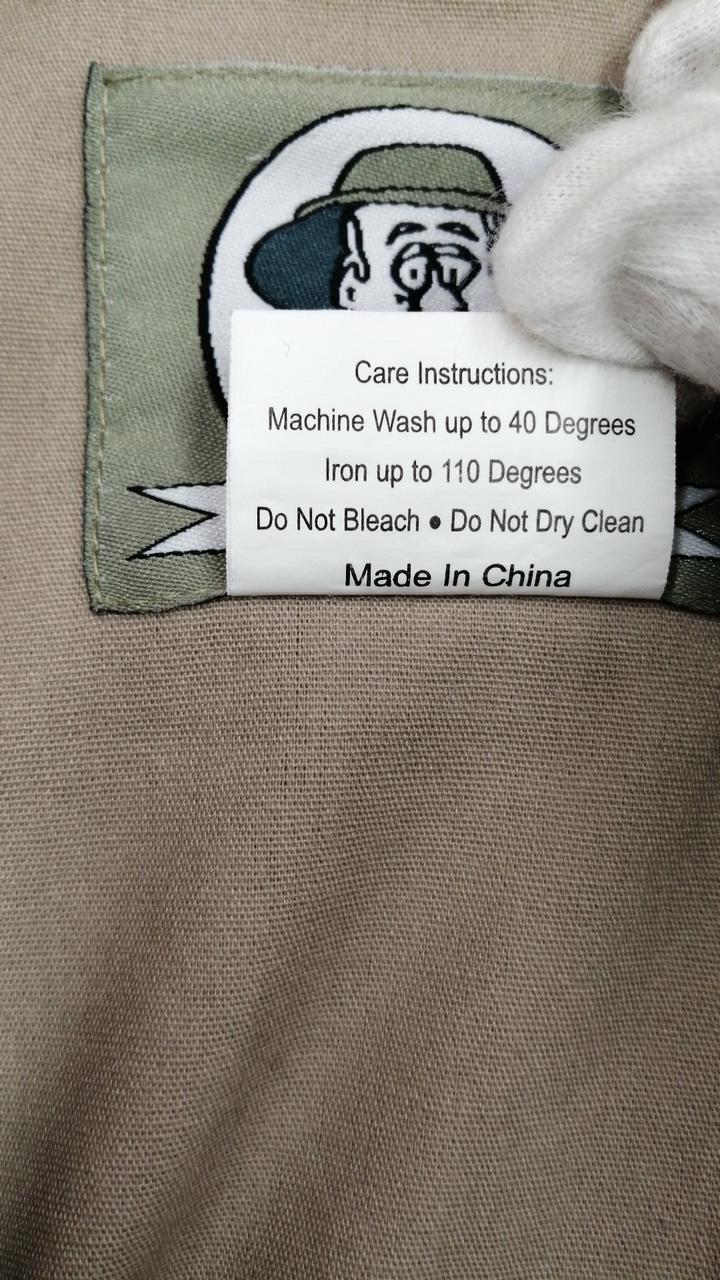 Care Instructions:
Machine Wash up to 40 Degrees
Iron up to 110 Degrees
Do Not Bleach • Do Not Dry Clean
Made In China